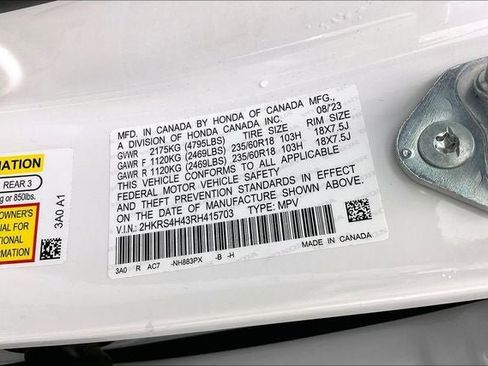 MFD. IN CANADA BY HONDA OF CANADA MFG.,
A DIVISION OF HONDA CANADA INC. 08/23
TIRE SIZE RIM SIZE
GVWR 2175KG (4795LBS)
GAWR F 1120KG (2469LBS) 235/60R18 103H 18X7.5J
GAWR R 1120KG (2469LBS) 235/60R18 103H 18X7.5J
THIS VEHICLE CONFORMS TO ALL APPLICABLE
FEDERAL MOTOR VEHICLE SAFETY
AND THEFT PREVENTION STANDARDS IN EFFECT
ON THE DATE OF MANUFACTURE SHOWN ABOVE.
V.I.N.: 2HKRS4H43RH415703 TYPE: MPV
3A0 R AC7 -NH883PX -B -H MADE IN CANADA
MATION
REAR 3
or 850lbs.
OWNER'S
UAL FOR
TIONAL
RMATION
3A0 A1